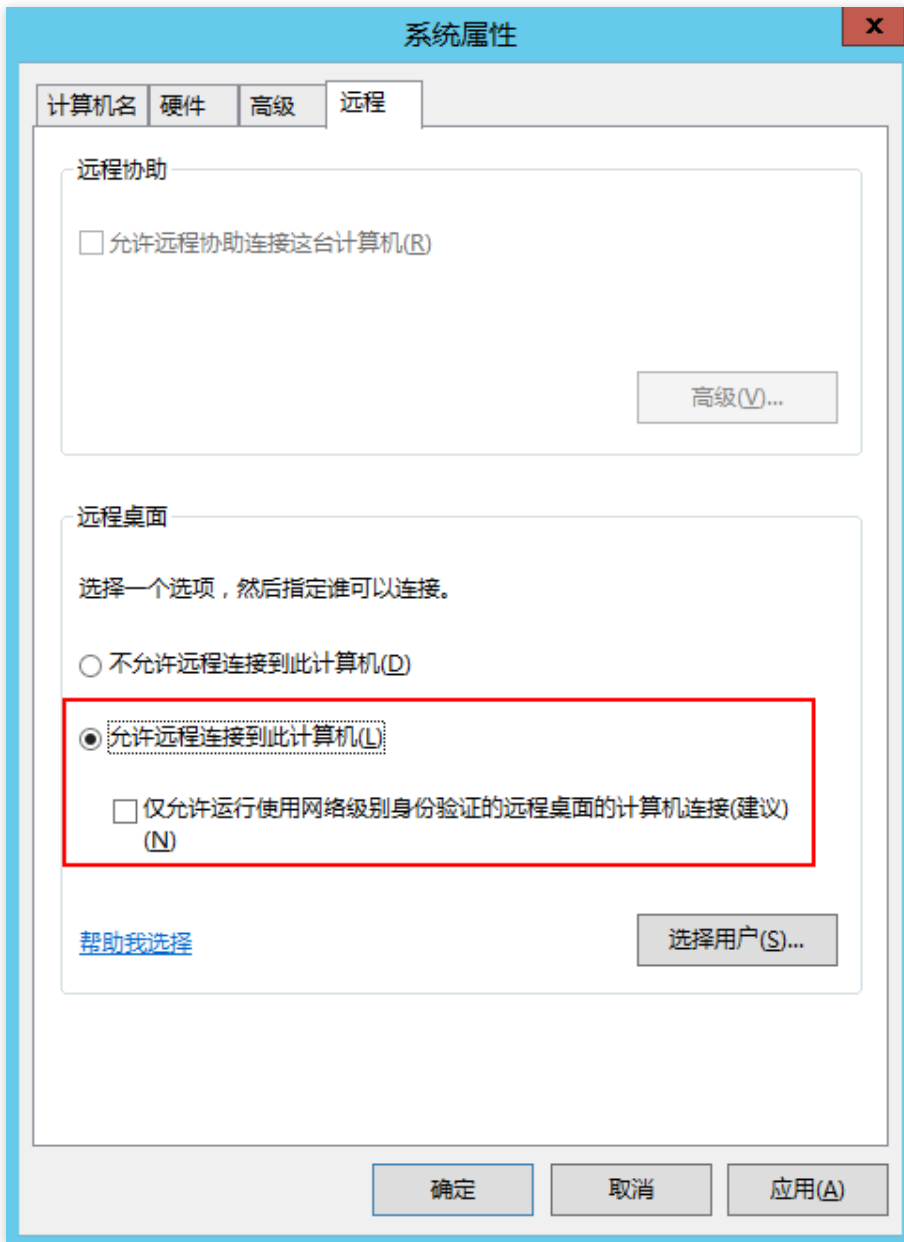 系统属性
x
计算机名 硬件 高级 远程
远程协助
允许远程协助连接这台计算机(R)
高级(V)...
远程桌面
选择一个选项，然后指定谁可以连接。
不允许远程连接到此计算机(D)
允许远程连接到此计算机(L)
仅允许运行使用网络级别身份验证的远程桌面的计算机连接(建议)
(N)
帮助我选择 选择用户(S)...
确定 取消 应用(A)